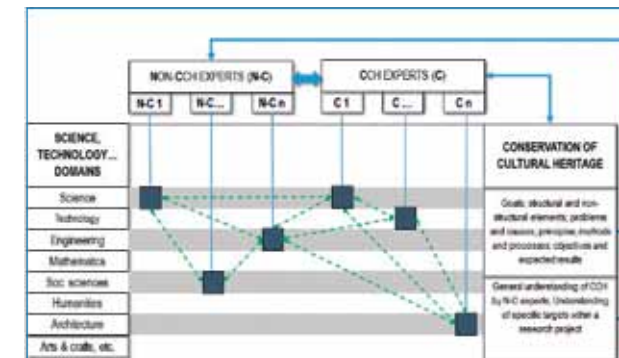 NON-CCH EXPERTS (N-C)
CCH EXPERTS (C)
N-C 1
N-C...
N-C n
C 1
C ...
C n
SCIENCE,
TECHNOLOGY...
DOMAINS
CONSERVATION OF
CULTURAL HERITAGE
Science
Technology
Engineering
Mathematics
Soc. sciences
Humanities
Architecture
Arts & crafts, etc.
Goals: structural and non-
structural elements; problems
and causes, principles, methods
and processes; objectives and
expected results
General understanding of CCH
by N-C experts; Understanding
of specific targets within a
research project